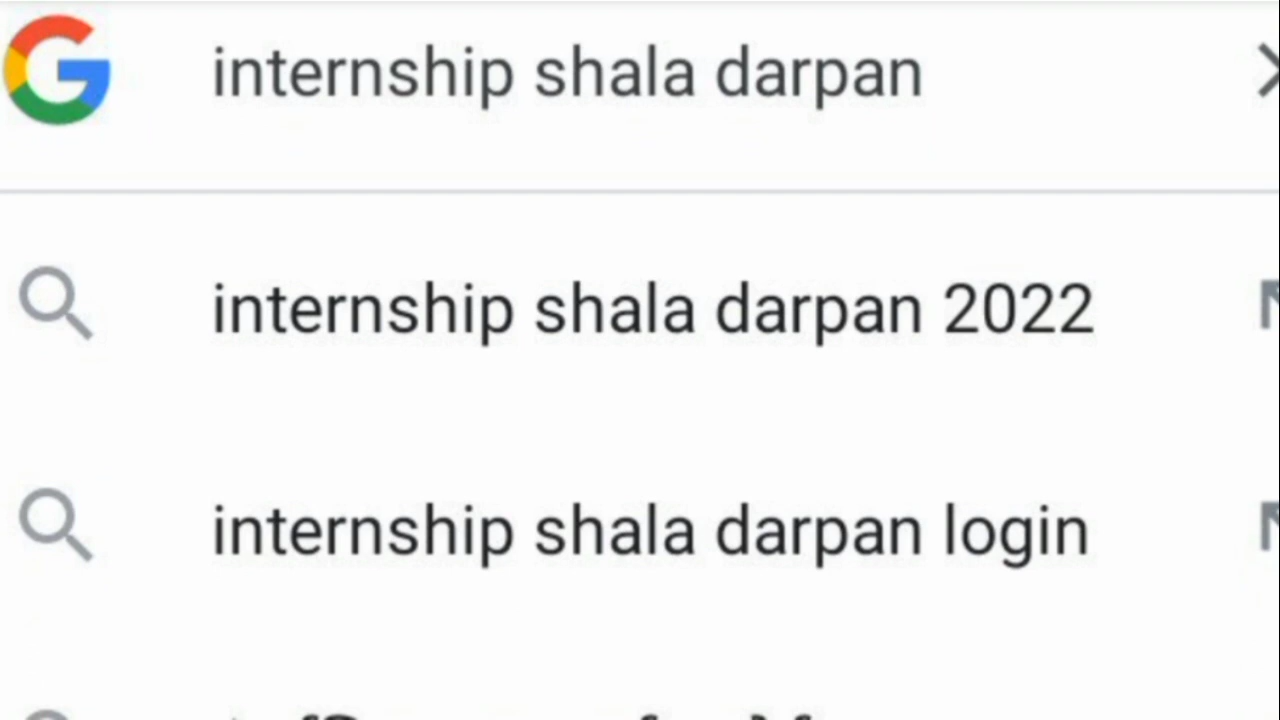 internship shala darpan
internship shala darpan 2022
internship shala darpan login